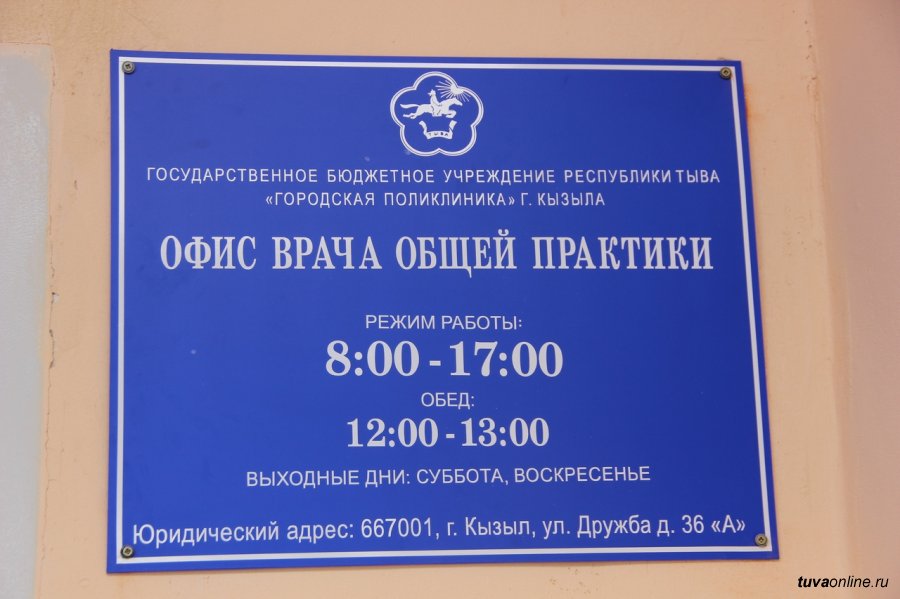 ТЫВА
ГОСУДАРСТВЕННОЕ БЮДЖЕТНОЕ УЧРЕЖДЕНИЕ РЕСПУБЛИКИ ТЫВА
«ГОРОДСКАЯ ПОЛИКЛИНИКА» Г. КЫЗЫЛА
ОФИС ВРАЧА ОБЩЕЙ ПРАКТИКИ
РЕЖИМ РАБОТЫ:
8:00 - 17:00
ОБЕД:
12:00 - 13:00
ВЫХОДНЫЕ ДНИ: СУББОТА, ВОСКРЕСЕНЬЕ
Юридический адрес: 667001, г. Кызыл, ул. Дружба д. 36 «А»
tuvaonline.ru